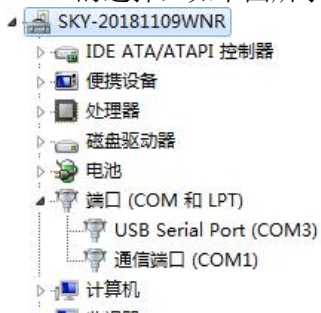 SKY-20181109WNR
IDE ATA/ATAPI 控制器
便携设备
处理器
磁盘驱动器
电池
端口 (COM 和 LPT)
USB Serial Port (COM3)
通信端口 (COM1)
计算机